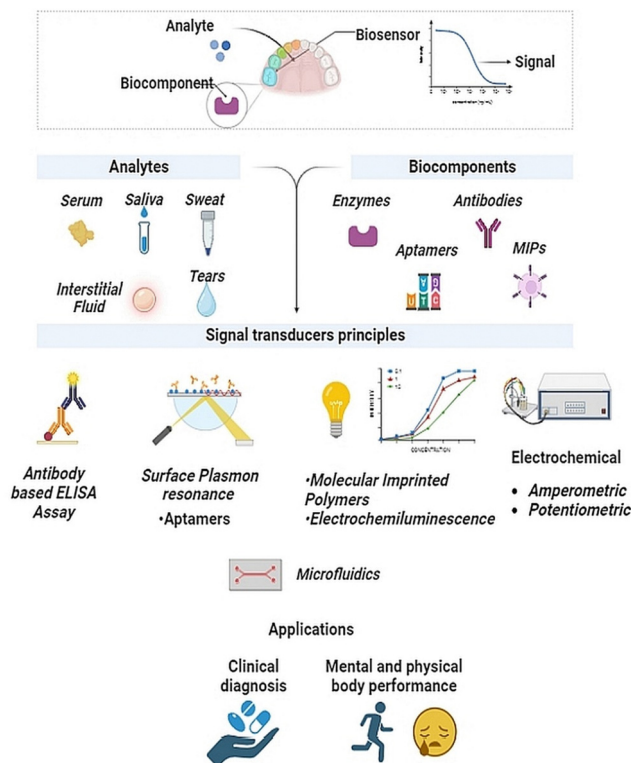 Analyte
Biosensor
Signal
Biocomponent
Analytes
Biocomponents
Serum
Saliva
Sweat
Enzymes
Antibodies
Aptamers
MIPs
Interstitial
Fluid
Tears
Signal transducers principles
CONCENTRATION
Antibody
based ELISA
Assay
Surface Plasmon
resonance
•Aptamers
•Molecular Imprinted
Polymers
•Electrochemiluminescence
Electrochemical
• Amperometric
• Potentiometric
Microfluidics
Applications
Clinical
diagnosis
Mental and physical
body performance